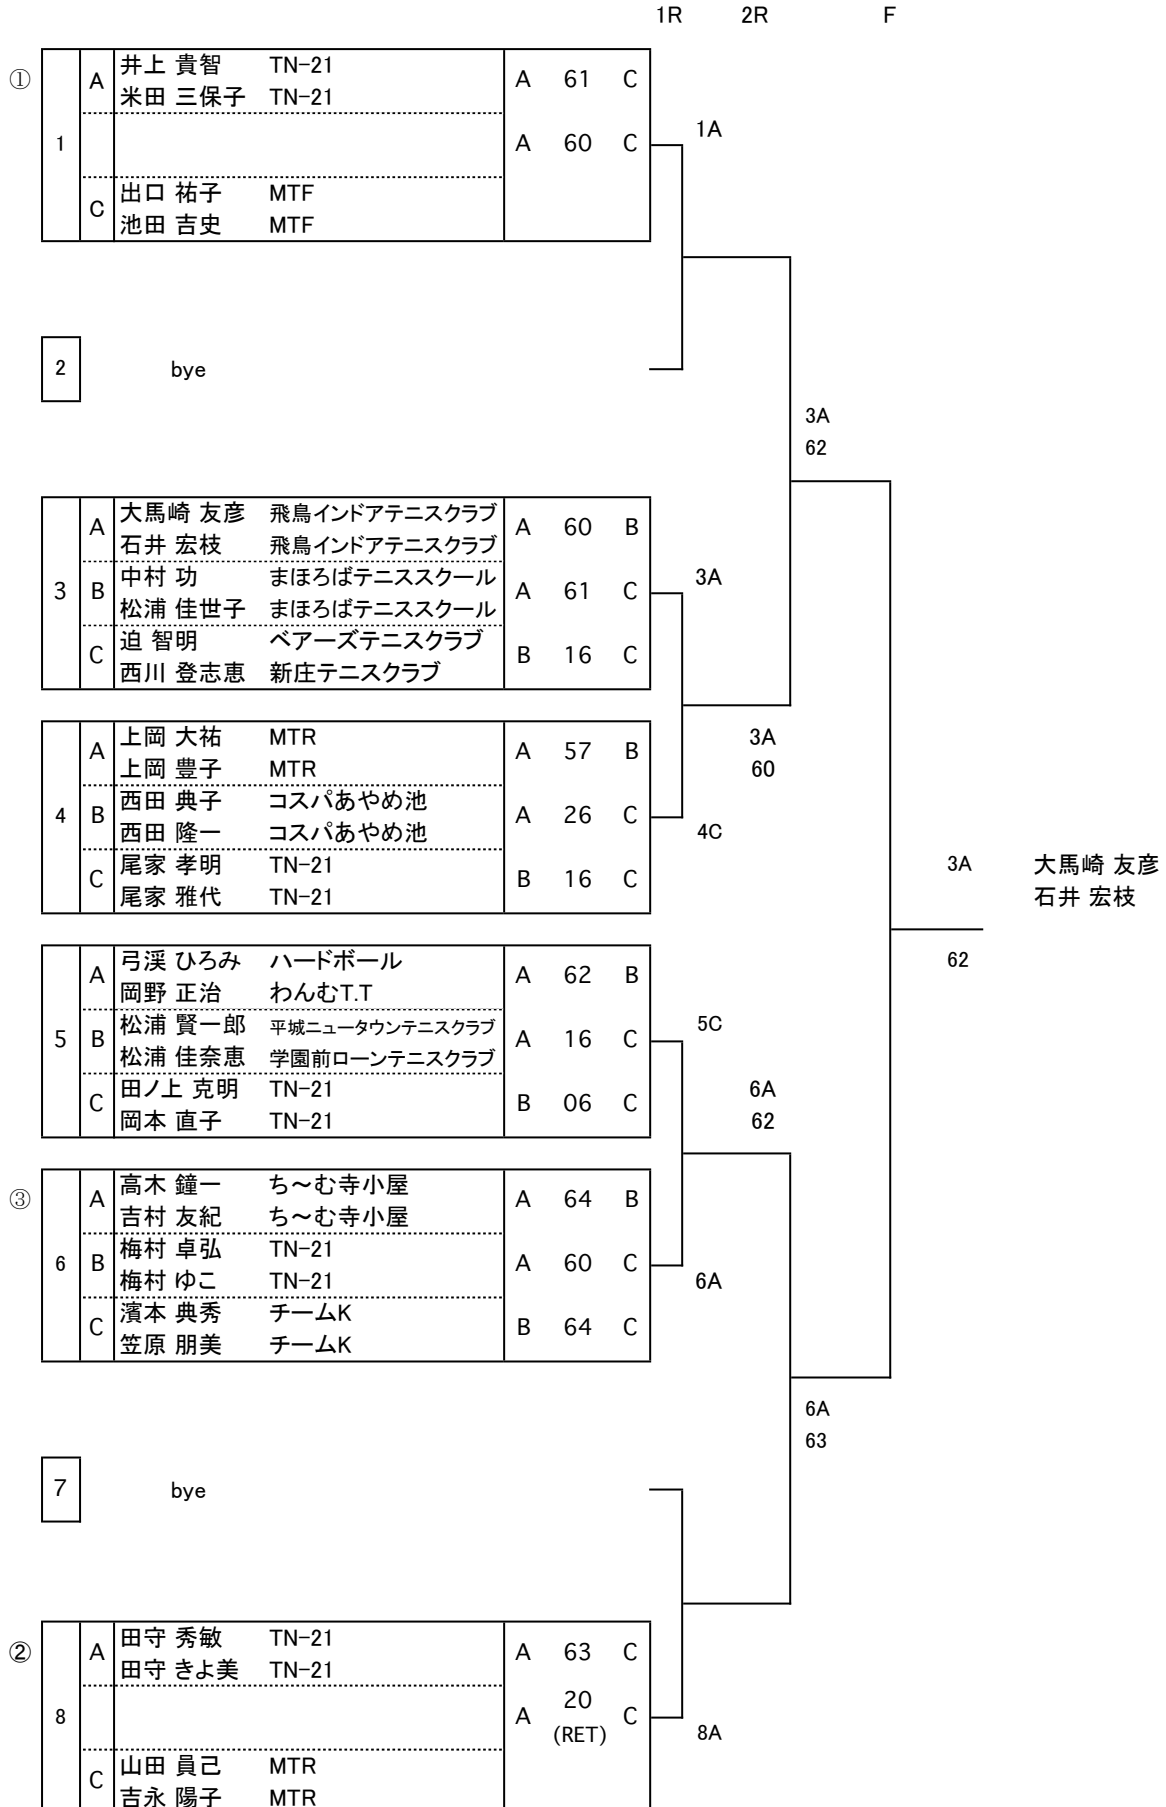 1R 2R F
①
1
A 井上 貴智 TN-21
米田 三保子 TN-21
C 出口 祐子 MTF
池田 吉史 MTF
A 61 C
A 60 C
1A
2 bye
3A
62
3
A 大馬崎 友彦 飛鳥インドアテニスクラブ
石井 宏枝 飛鳥インドアテニスクラブ
B 中村 功 まほろばテニススクール
松浦 佳世子 まほろばテニススクール
C 迫 智明 ベアーズテニスクラブ
西川 登志恵 新庄テニスクラブ
A 60 B
A 61 C
B 16 C
3A
3A
60
4
A 上岡 大祐 MTR
上岡 豊子 MTR
B 西田 典子 コスパあやめ池
西田 隆一 コスパあやめ池
C 尾家 孝明 TN-21
尾家 雅代 TN-21
A 57 B
A 26 C
B 16 C
4C
3A 大馬崎 友彦
石井 宏枝
62
5
A 弓渓 ひろみ ハードボール
岡野 正治 わんむT.T
B 松浦 賢一郎 平城ニュータウンテニスクラブ
松浦 佳奈恵 学園前ローンテニスクラブ
C 田ノ上 克明 TN-21
岡本 直子 TN-21
A 62 B
A 16 C
B 06 C
5C
6A
62
③
6
A 高木 鐘一 ち～む寺小屋
吉村 友紀 ち～む寺小屋
B 梅村 卓弘 TN-21
梅村 ゆこ TN-21
C 濱本 典秀 チームK
笠原 朋美 チームK
A 64 B
A 60 C
B 64 C
6A
6A
63
7 bye
②
8
A 田守 秀敏 TN-21
田守 きよ美 TN-21
C 山田 員己 MTR
吉永 陽子 MTR
A 63 C
A 20 C
(RET)
8A